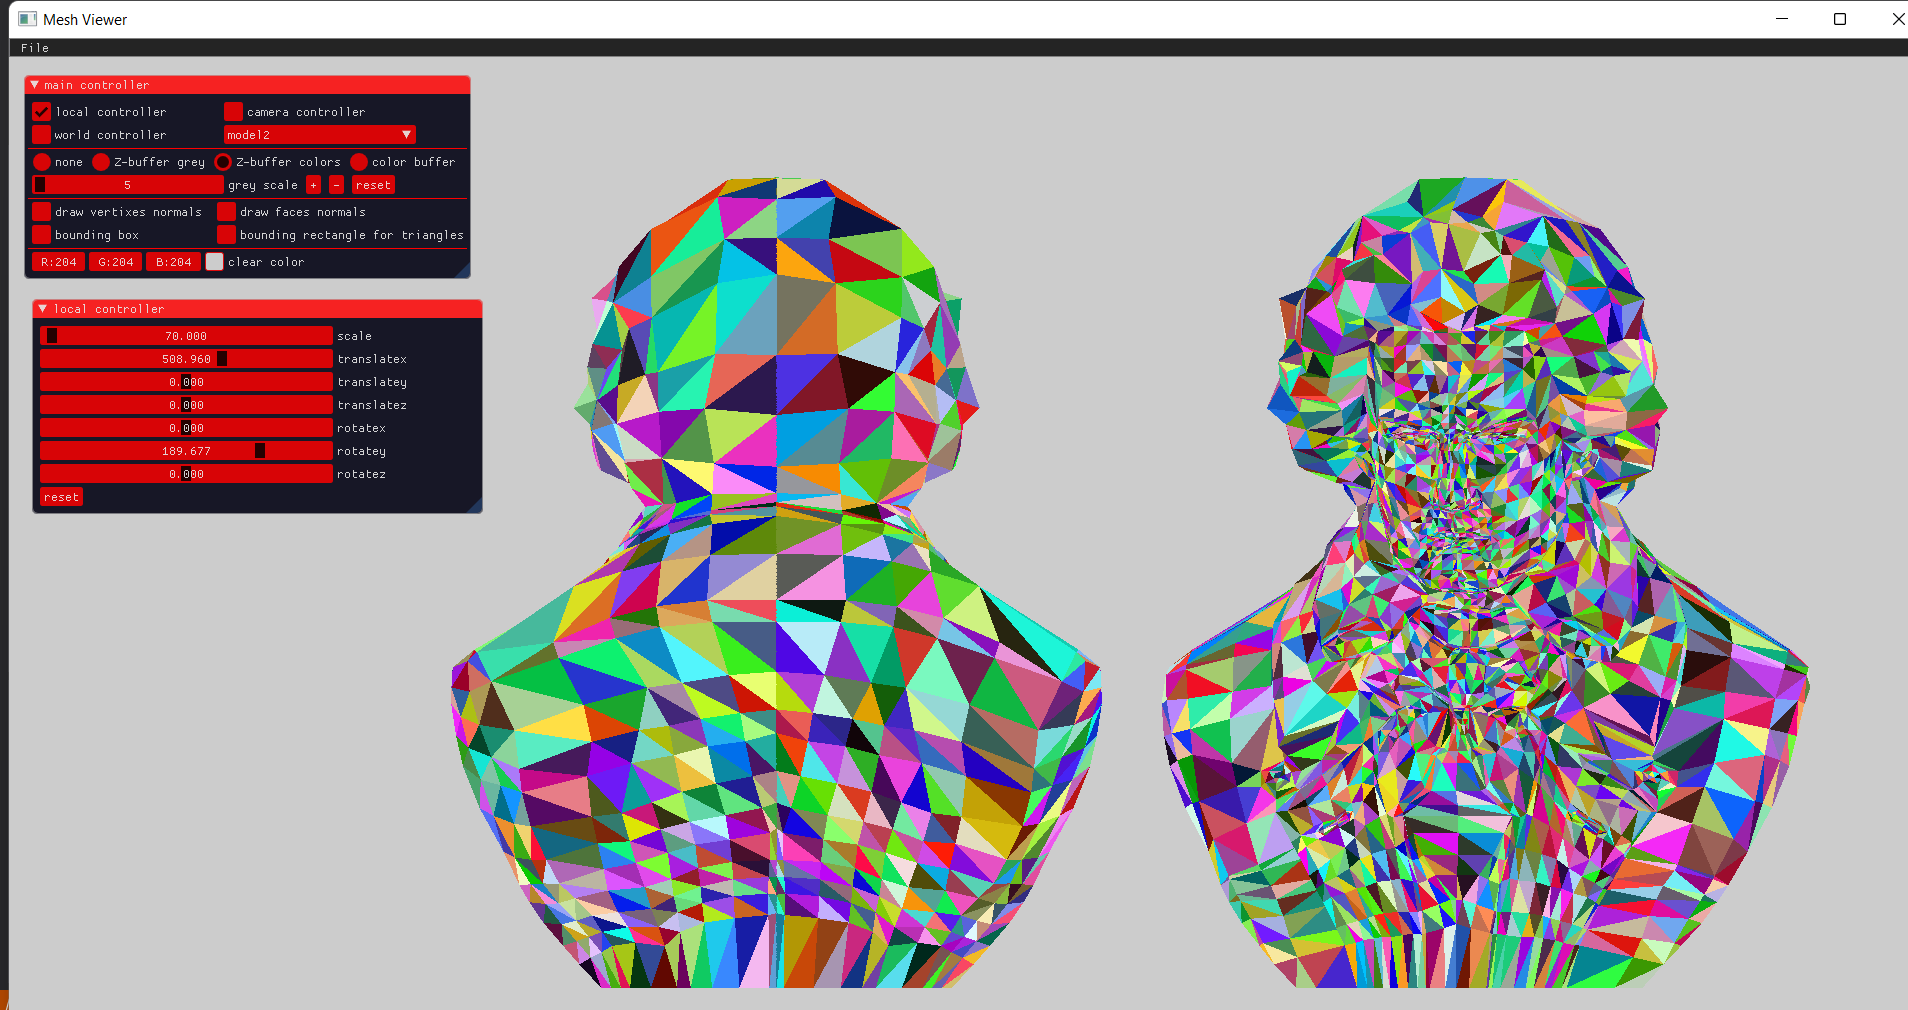 Mesh Viewer
File
main controller
local controller camera controller
world controller model2
none Z-buffer grey Z-buffer colors color buffer
5 grey scale + - reset
draw vertixes normals draw faces normals
bounding box bounding rectangle for triangles
R:204 G:204 B:204 clear color
local controller
70.000 scale
508.960 translatex
0.000 translatey
0.000 translatez
0.000 rotatex
189.677 rotatey
0.000 rotatez
reset